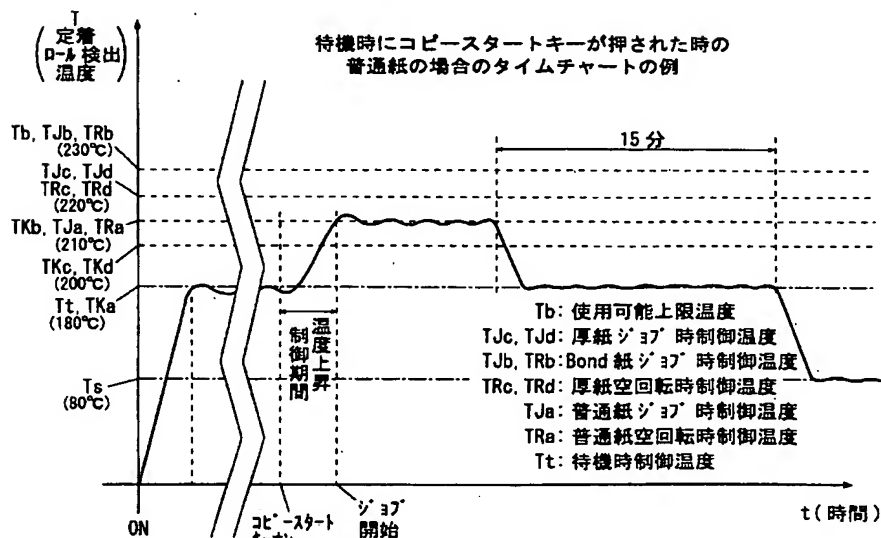 T
定着
ロール検出
温度
待機時にコピースタートキーが押された時の
普通紙の場合のタイムチャートの例
15分
Tb, TJb, TRb
(230℃)
TJc, TJd
TRc, TRd
(220℃)
TKb, TJa, TRa
(210℃)
TKc, TKd
(200℃)
Tt, TKa
(180℃)
Ts
(80℃)
温度上昇
制御期間
Tb: 使用可能上限温度
TJc, TJd: 厚紙ジョブ時制御温度
TJb, TRb: Bond 紙ジョブ時制御温度
TRc, TRd: 厚紙空回転時制御温度
TJa: 普通紙ジョブ時制御温度
TRa: 普通紙空回転時制御温度
Tt: 待機時制御温度
t(時間)
ON
コピースタート
ジョブ
開始